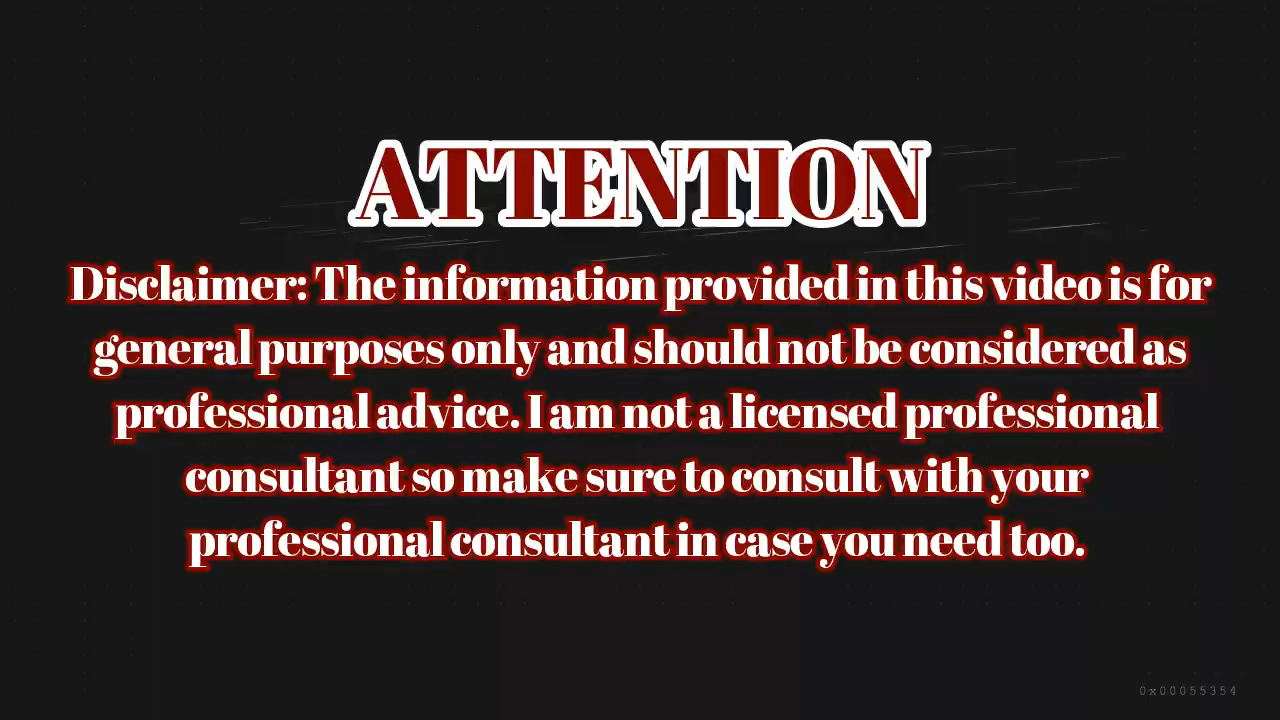 ATTENTION
Disclaimer: The information provided in this video is for
general purposes only and should not be considered as
professional advice. I am not a licensed professional
consultant so make sure to consult with your
professional consultant in case you need too.
0x00055354